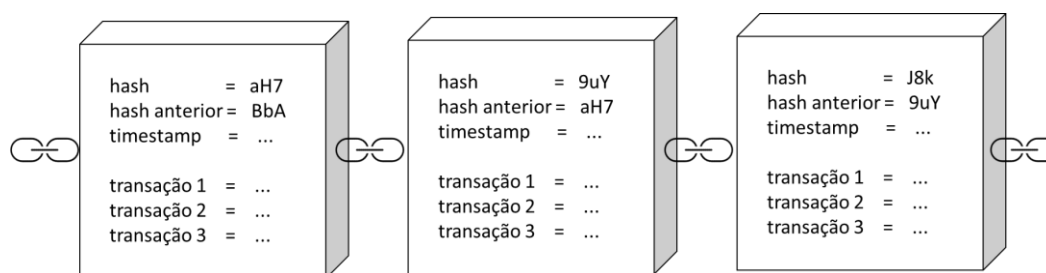 hash = aH7
hash anterior = BbA
timestamp = ...
transação 1 = ...
transação 2 = ...
transação 3 = ...
hash = 9uY
hash anterior = aH7
timestamp = ...
transação 1 = ...
transação 2 = ...
transação 3 = ...
hash = J8k
hash anterior = 9uY
timestamp = ...
transação 1 = ...
transação 2 = ...
transação 3 = ...